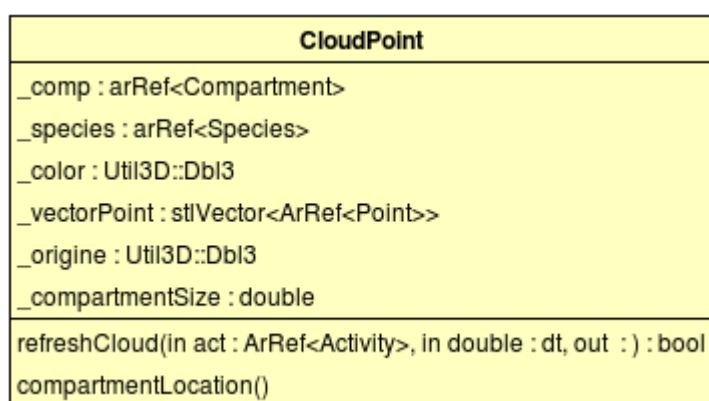 CloudPoint
_comp : arRef<Compartment>
_species : arRef<Species>
_color : Util3D::Dbl3
_vectorPoint : stlVector<ArRef<Point>>
_origine : Util3D::Dbl3
_compartmentSize : double
refreshCloud(in act : ArRef<Activity>, in double : dt, out  : ) : bool
compartmentLocation()